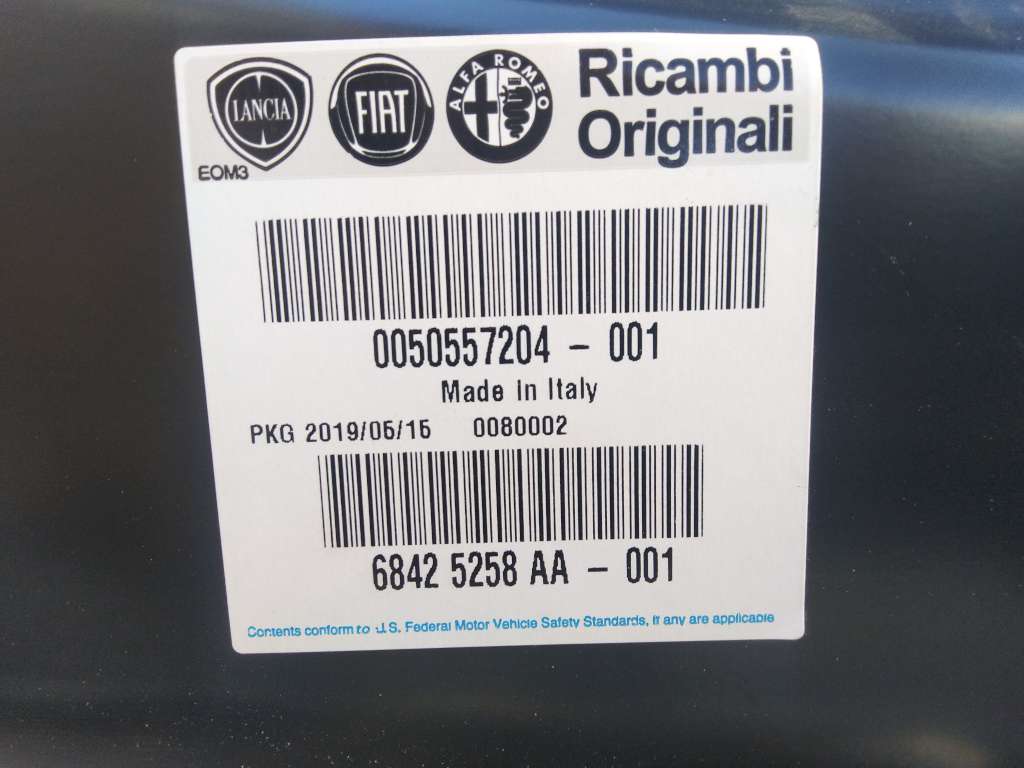 LANCIA
FIAT
ALFA ROMEO
Ricambi
Originali
EOM3
0050557204 - 001
Made In Italy
PKG 2019/05/15 0080002
6842 5258 AA - 001
Contents conform to U.S. Federal Motor Vehicle Safety Standards, if any are applicable